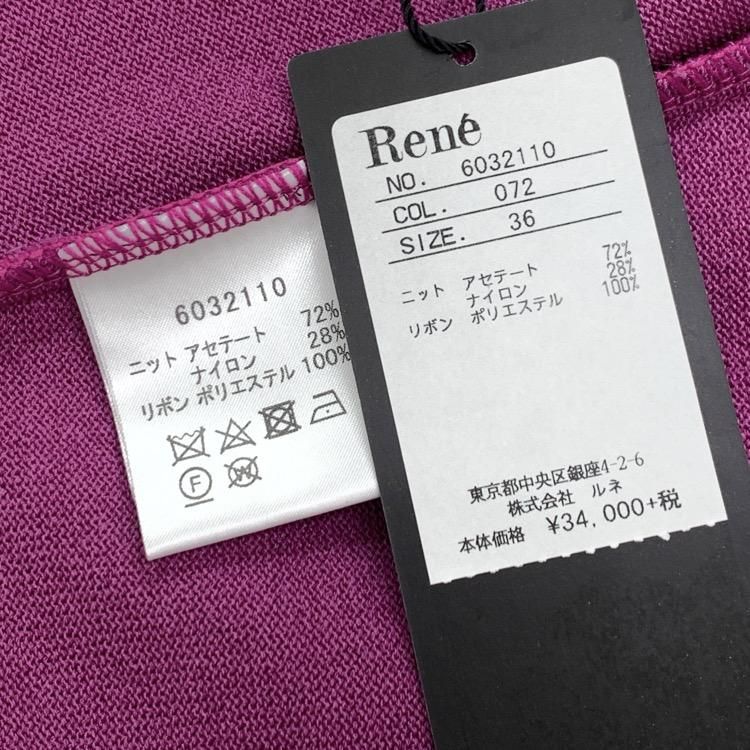 6032110
ニット アセテート 72%
ナイロン 28%
リボン ポリエステル 100%
F
René
NO. 6032110
COL. 072
SIZE. 36
ニット アセテート 72%
ナイロン 28%
リボン ポリエステル 100%
東京都中央区銀座4-2-6
株式会社 ルネ
本体価格 ¥34,000+税